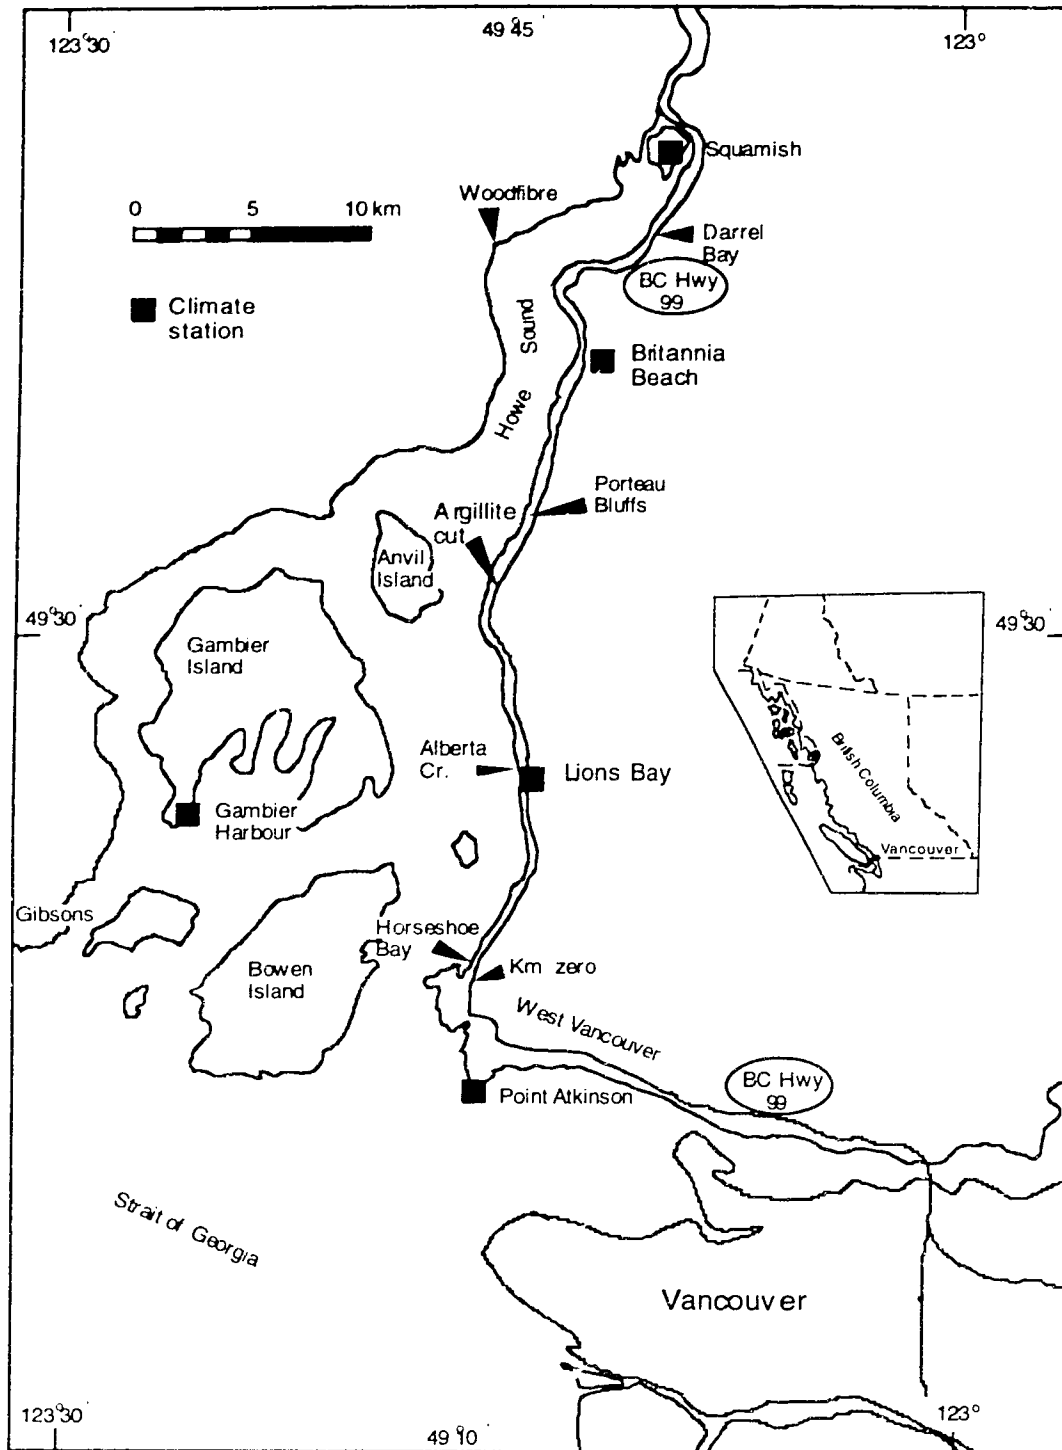 123°30'
49°45'
123°
Squamish
Woodfibre
0 5 10 km
Darrel
Bay
BC Hwy
99
Climate
station
Howe Sound
Britannia
Beach
Porteau
Bluffs
Argillite
cut
Anvil
Island
49°30'
49°30'
Gambier
Island
British Columbia
Vancouver
Alberta
Cr.
Lions Bay
Gambier
Harbour
Gibsons
Horseshoe
Bay
Bowen
Island
Km zero
West Vancouver
BC Hwy
99
Point Atkinson
Strait of Georgia
Vancouver
123°30'
49°10'
123°